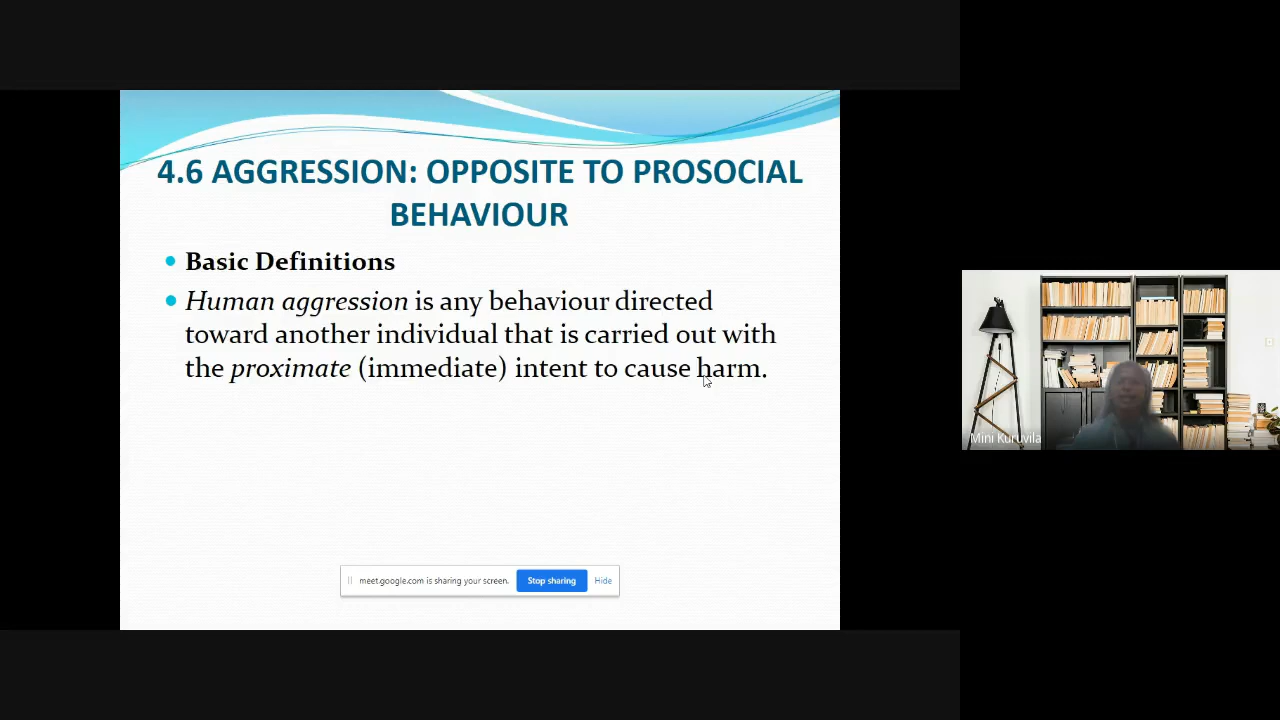 4.6 AGGRESSION: OPPOSITE TO PROSOCIAL
BEHAVIOUR
Basic Definitions
Human aggression is any behaviour directed
toward another individual that is carried out with
the proximate (immediate) intent to cause harm.
meet.google.com is sharing your screen. Stop sharing Hide
Mini Kuruvila